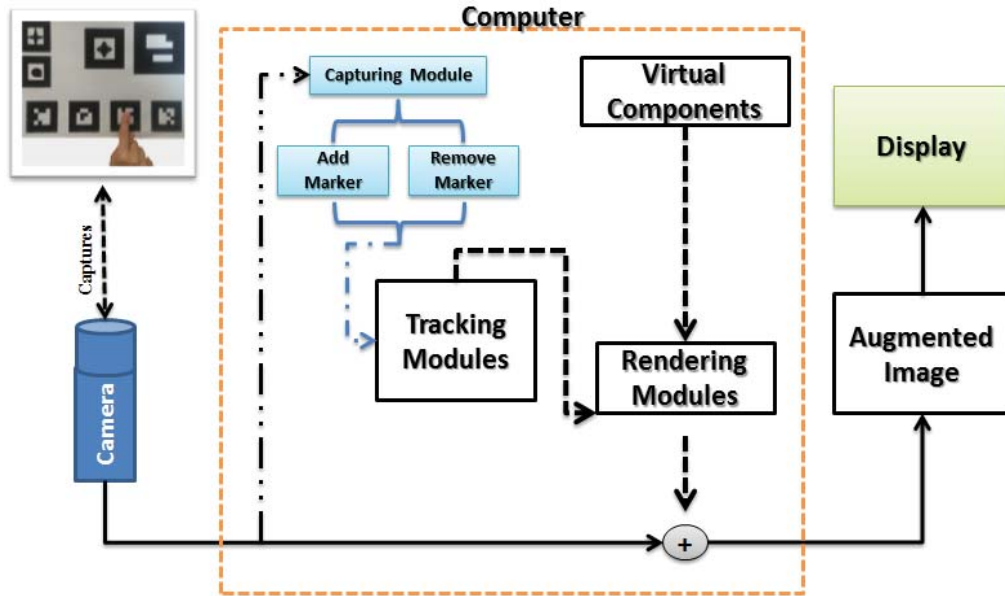 Computer
Capturing Module
Virtual
Components
Add
Marker
Remove
Marker
Display
Captures
Tracking
Modules
Rendering
Modules
Augmented
Image
Camera
+